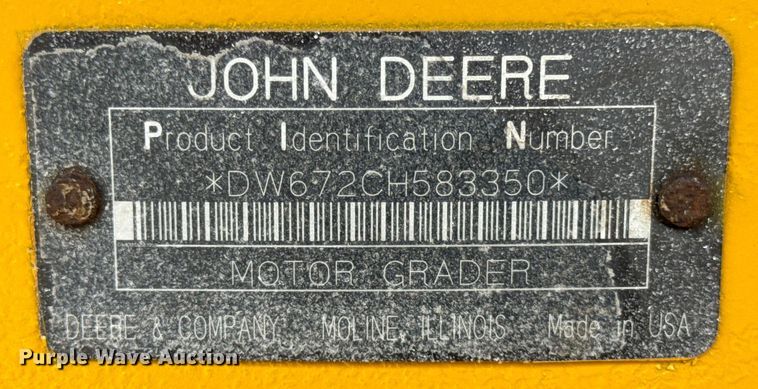 JOHN DEERE
Product Identification Number
*DW672CH583350*
MOTOR GRADER
DEERE & COMPANY, MOLINE, ILLINOIS Made in USA
Purple Wave Auction